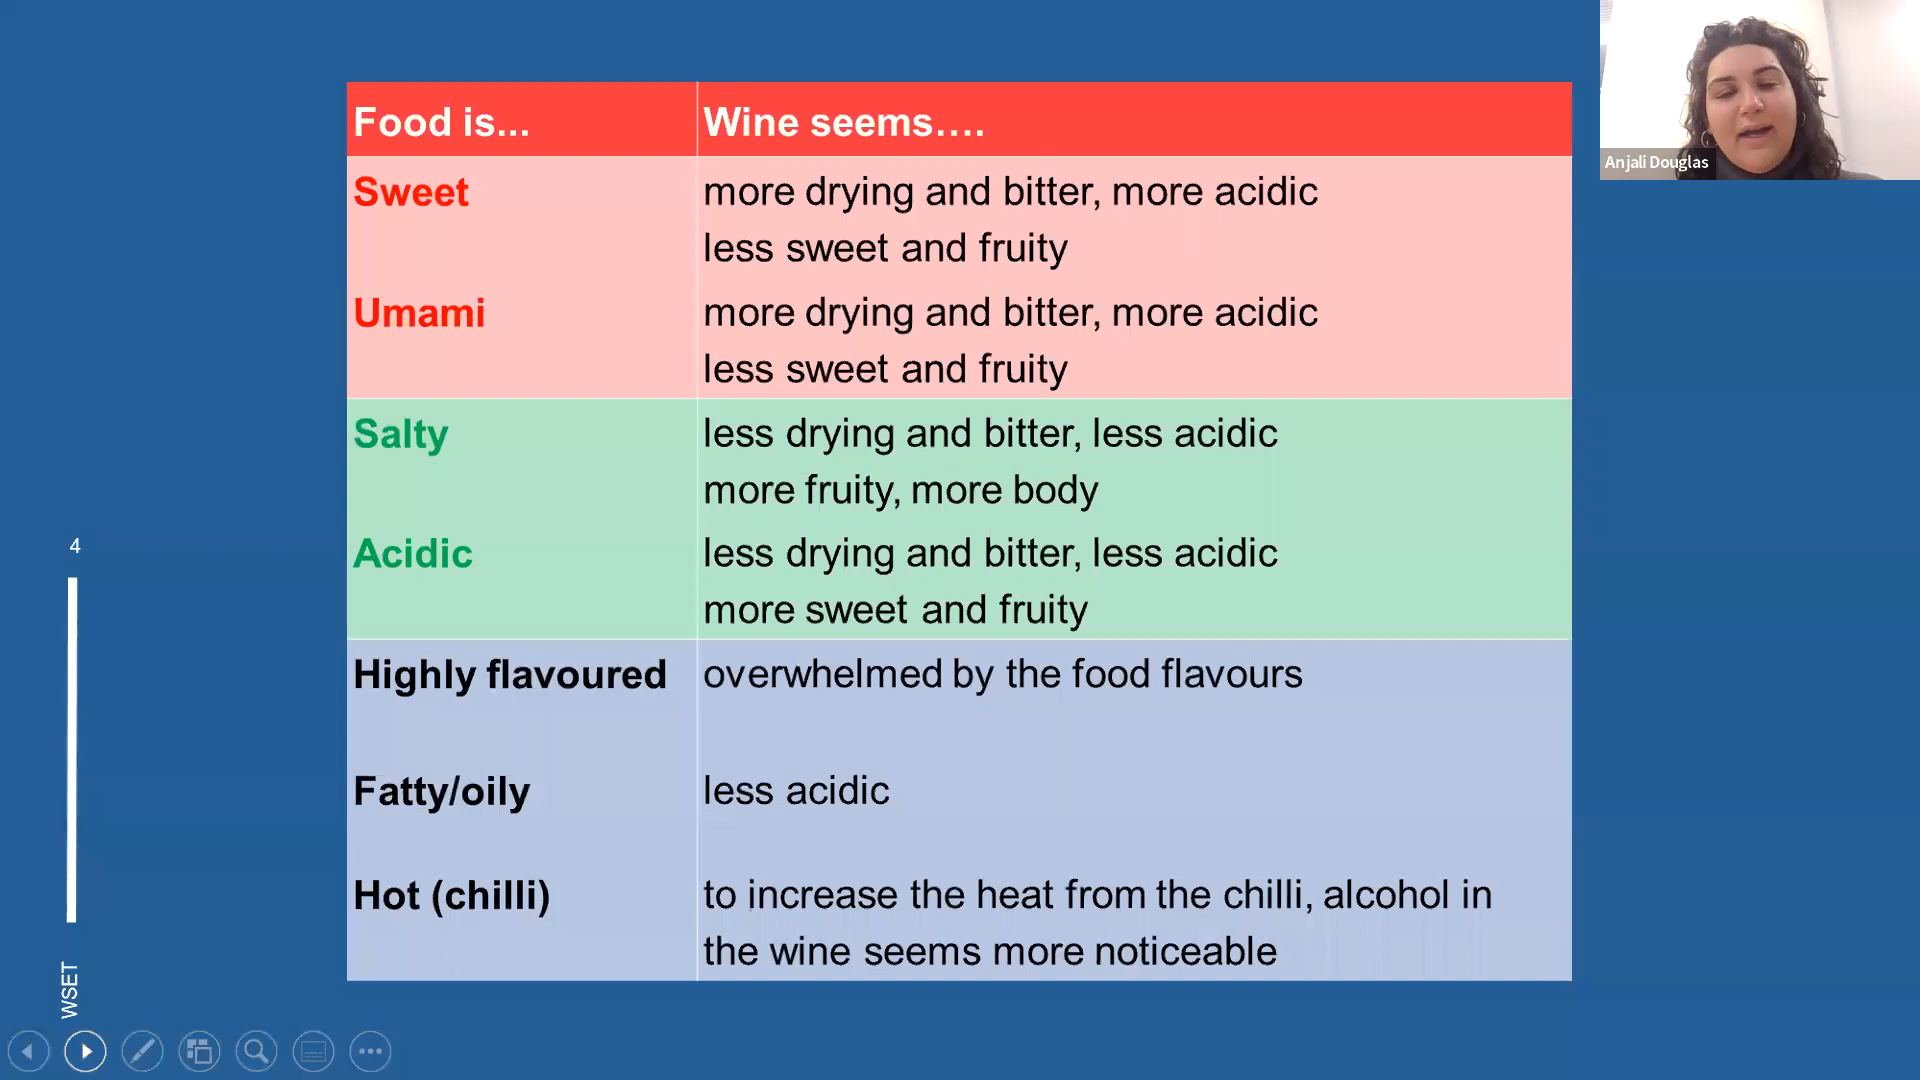 Food is...
Wine seems....
Sweet
more drying and bitter, more acidic
less sweet and fruity
Umami
more drying and bitter, more acidic
less sweet and fruity
Salty
less drying and bitter, less acidic
more fruity, more body
Acidic
less drying and bitter, less acidic
more sweet and fruity
Highly flavoured
overwhelmed by the food flavours
Fatty/oily
less acidic
Hot (chilli)
to increase the heat from the chilli, alcohol in
the wine seems more noticeable
4
WSET
Anjali Douglas